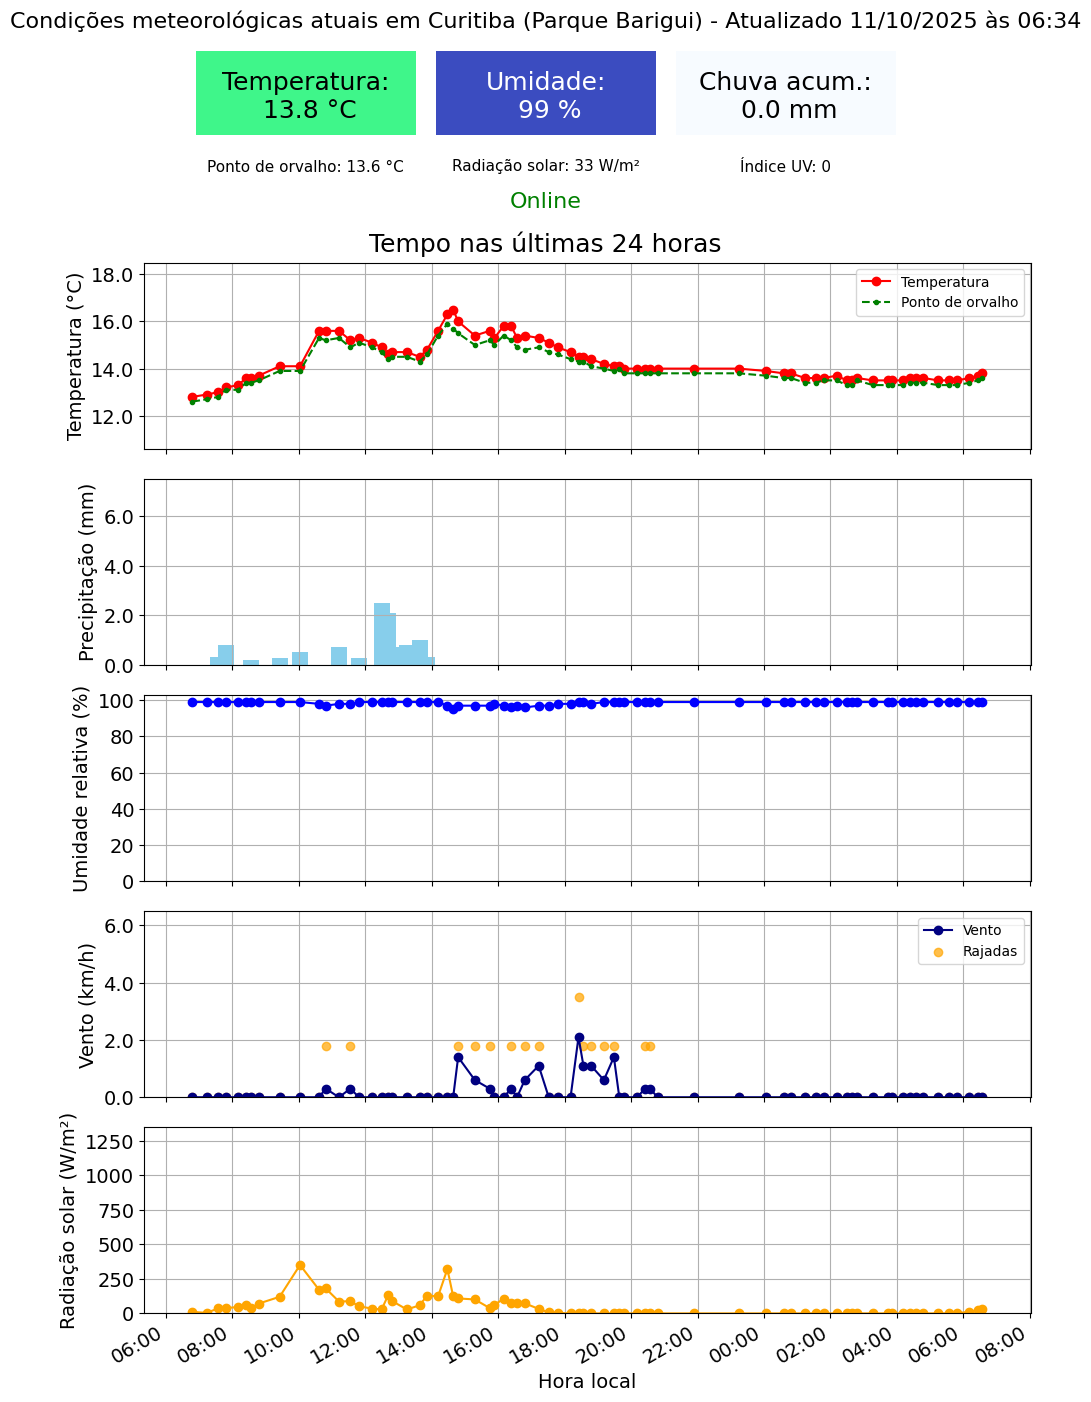 Condições meteorológicas atuais em Curitiba (Parque Barigui) - Atualizado 11/10/2025 às 06:34
Temperatura:
13.8 °C
Umidade:
99 %
Chuva acum.:
0.0 mm
Ponto de orvalho: 13.6 °C
Radiação solar: 33 W/m²
Índice UV: 0
Online
Tempo nas últimas 24 horas
Temperatura (°C)
18.0
16.0
14.0
12.0
Temperatura
Ponto de orvalho
Precipitação (mm)
6.0
4.0
2.0
0.0
Umidade relativa (%)
100
80
60
40
20
0
Vento (km/h)
6.0
4.0
2.0
0.0
Vento
Rajadas
Radiação solar (W/m²)
1250
1000
750
500
250
0
06:00
08:00
10:00
12:00
14:00
16:00
18:00
20:00
22:00
00:00
02:00
04:00
06:00
08:00
Hora local